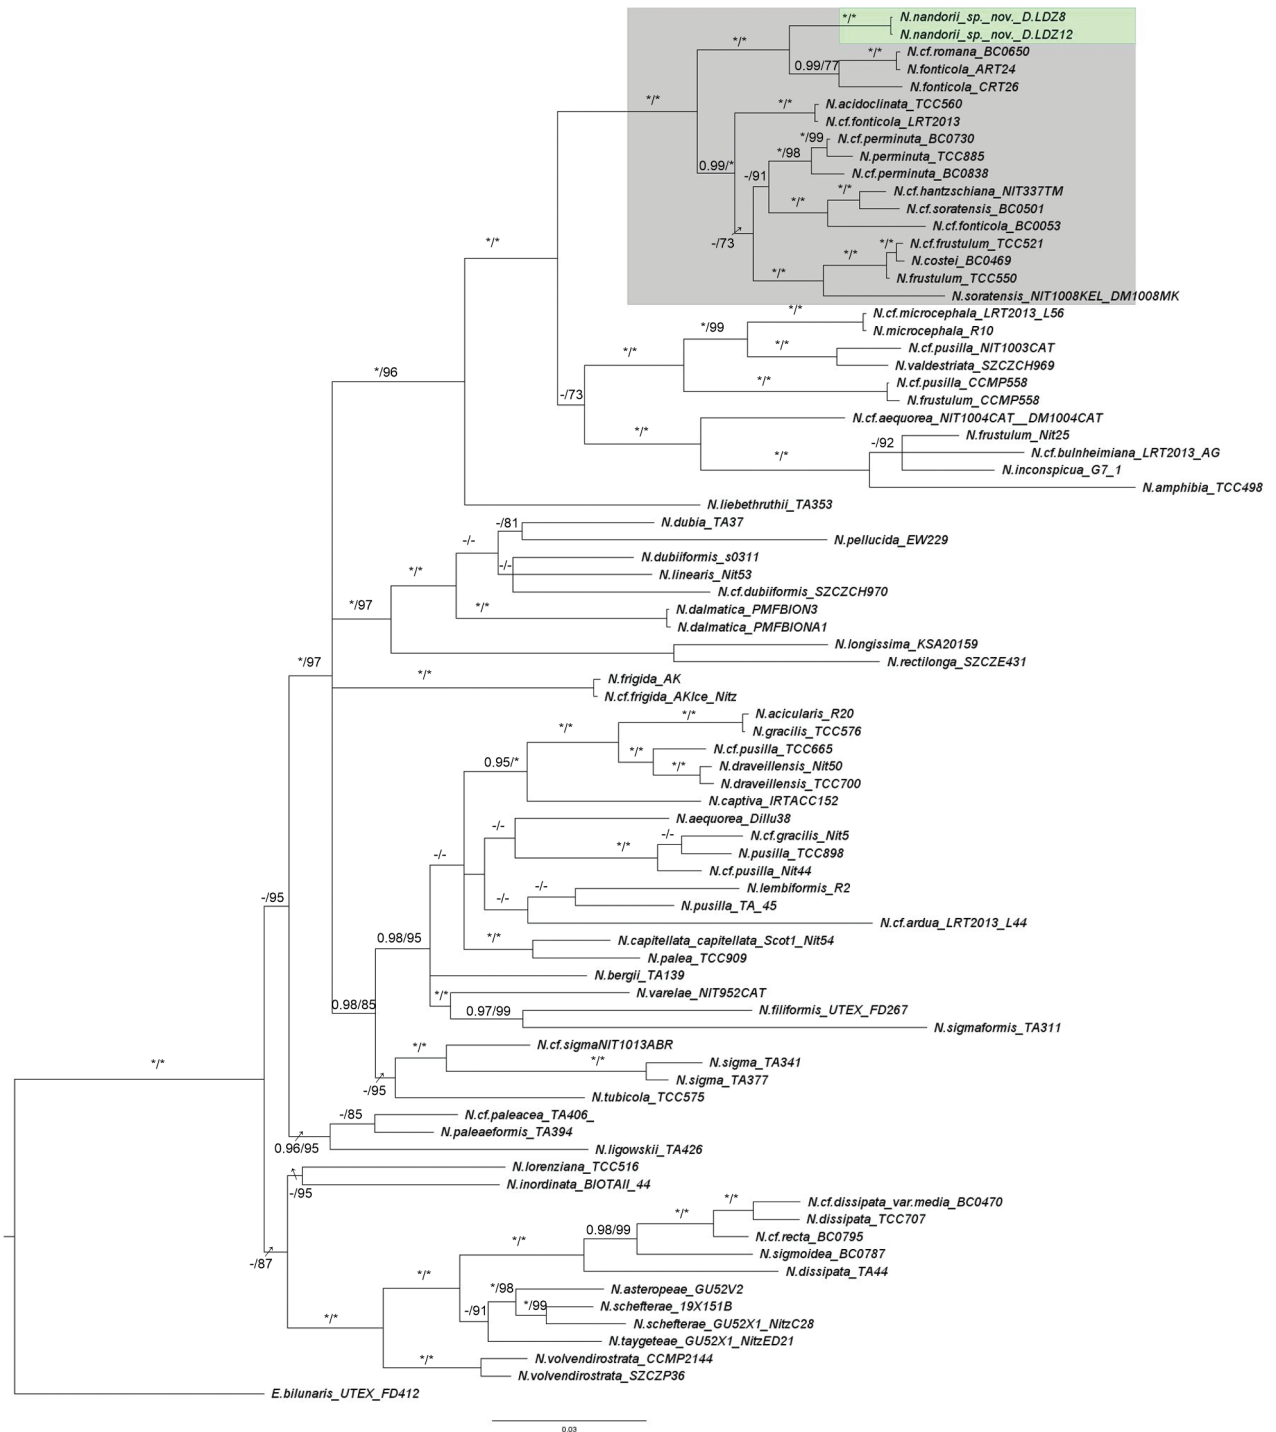 */*
N.nandorii_sp._nov._D.LDZ8
N.nandorii_sp._nov._D.LDZ12
*/*
*/*
N.cf.romana_BC0650
0.99/77
N.fonticola_ART24
N.fonticola_CRT26
*/*
*/*
N.acidoclinata_TCC560
N.cf.fonticola_LRT2013
*/99
N.cf.perminuta_BC0730
*/98
N.perminuta_TCC885
0.99/*
-/91
N.cf.perminuta_BC0838
*/*
N.cf.hantzschiana_NIT337TM
*/*
N.cf.soratensis_BC0501
N.cf.fonticola_BC0053
-/73
*/*
N.cf.frustulum_TCC521
*/*
N.costei_BC0469
*/*
N.frustulum_TCC550
N.soratensis_NIT1008KEL_DM1008MK
*/*
*/*
N.cf.microcephala_LRT2013_L56
*/99
N.microcephala_R10
*/*
*/*
N.cf.pusilla_NIT1003CAT
N.valdestriata_SZCZCH969
*/96
*/*
N.cf.pusilla_CCMP558
-/73
N.frustulum_CCMP558
N.cf.aequorea_NIT1004CAT__DM1004CAT
*/*
N.frustulum_Nit25
-/92
*/*
N.cf.bulnheimiana_LRT2013_AG
N.inconspicua_G7_1
N.amphibia_TCC498
N.liebethruthii_TA353
-/81
N.dubia_TA37
-/-
N.pellucida_EW229
N.dubiiformis_s0311
*/*
-/-
N.linearis_Nit53
N.cf.dubiiformis_SZCZCH970
*/97
*/*
N.dalmatica_PMFBION3
N.dalmatica_PMFBIONA1
N.longissima_KSA20159
*/97
N.rectilonga_SZCZE431
*/*
N.frigida_AK
N.cf.frigida_AKIce_Nitz
*/*
N.acicularis_R20
*/*
N.gracilis_TCC576
*/*
N.cf.pusilla_TCC665
0.95/*
*/*
N.draveillensis_Nit50
N.draveillensis_TCC700
N.captiva_IRTACC152
-/-
N.aequorea_Dillu38
-/-
N.cf.gracilis_Nit5
-/-
*/*
N.pusilla_TCC898
N.cf.pusilla_Nit44
-/-
N.lembiformis_R2
-/95
-/-
N.pusilla_TA_45
N.cf.ardua_LRT2013_L44
0.98/95
*/*
N.capitellata_capitellata_Scot1_Nit54
N.palea_TCC909
N.bergii_TA139
*/*
N.varelae_NIT952CAT
0.98/85
0.97/99
N.filiformis_UTEX_FD267
N.sigmaformis_TA311
*/*
N.cf.sigmaNIT1013ABR
*/*
*/*
N.sigma_TA341
-/95
N.sigma_TA377
N.tubicola_TCC575
-/85
N.cf.paleacea_TA406_
N.paleaeformis_TA394
0.96/95
N.ligowskii_TA426
N.lorenziana_TCC516
-/95
N.inordinata_BIOTAII_44
*/*
N.cf.dissipata_var.media_BC0470
*/*
N.dissipata_TCC707
0.98/99
N.cf.recta_BC0795
*/*
N.sigmoidea_BC0787
-/87
N.dissipata_TA44
*/*
*/98
N.asteropeae_GU52V2
-/91
*/99
N.schefterae_19X151B
*/*
N.schefterae_GU52X1_NitzC28
N.taygeteae_GU52X1_NitzED21
*/*
N.volvendirostrata_CCMP2144
N.volvendirostrata_SZCZP36
E.bilunaris_UTEX_FD412
0.03